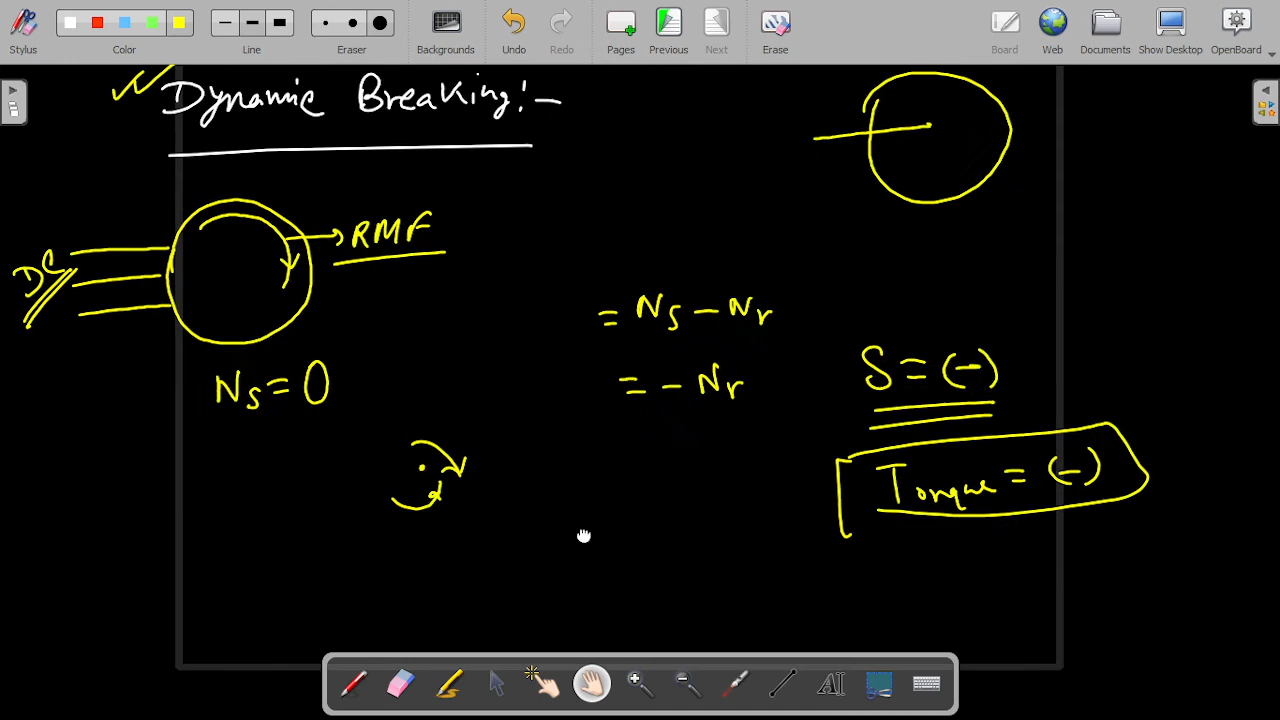 Stylus
Color
Line
Eraser
Backgrounds
Undo
Redo
Pages
Previous
Next
Erase
Board
Web
Documents
Show Desktop
OpenBoard
Dynamic Breaking:-
DC
RMF
Ns = 0
= Ns - Nr
= - Nr
S = (-)
Torque = (-)